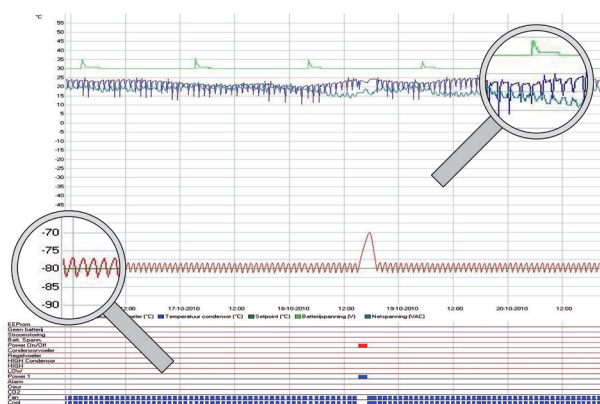 °C
55
50
45
40
35
30
25
20
15
10
5
0
-5
-10
-15
-20
-25
-30
-35
-40
-45
-70
-75
-80
-85
-90
12:00 17-10-2010 12:00 18-10-2010 12:00 19-10-2010 12:00 20-10-2010 12:00
(°C) Temperatuur condensor (°C) Setpoint (°C) Batterijspanning (V) Netspanning (VAC)
EEProm
Geen batterij
Stroomstoring
Batt. Spann.
Power On/Off
Condensorvoeler
Regelvoeler
HIGH Condensor
HIGH
LOW
Power 1
Alarm
Deur
CO2
Fan
Cool